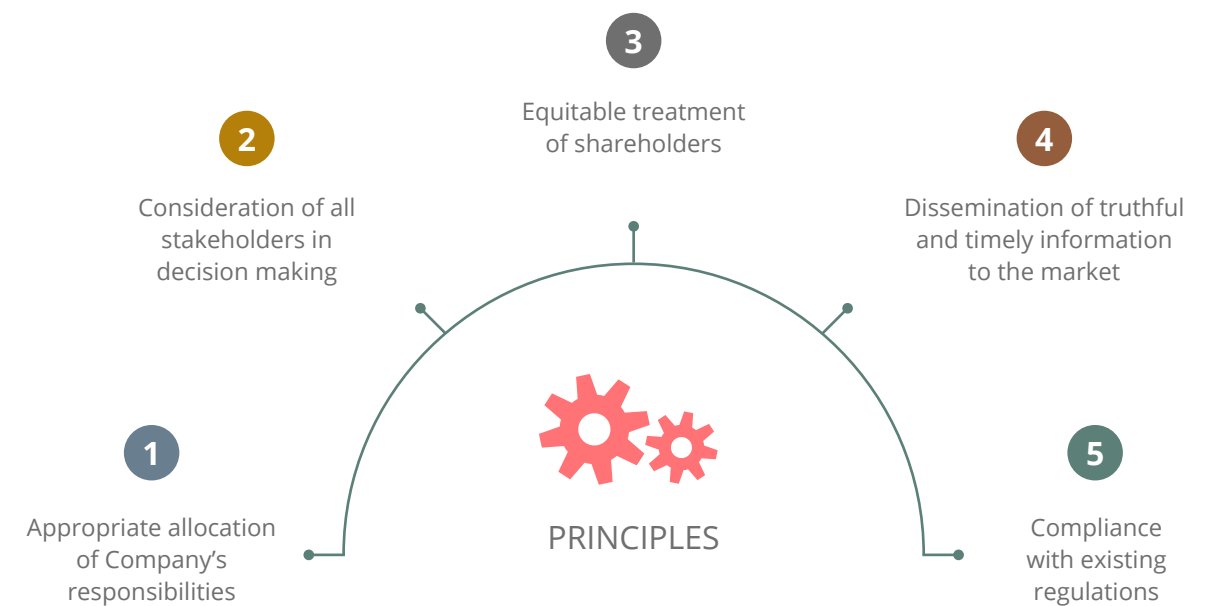 1
Appropriate allocation
of Company’s
responsibilities
2
Consideration of all
stakeholders in
decision making
3
Equitable treatment
of shareholders
4
Dissemination of truthful
and timely information
to the market
5
Compliance
with existing
regulations
PRINCIPLES